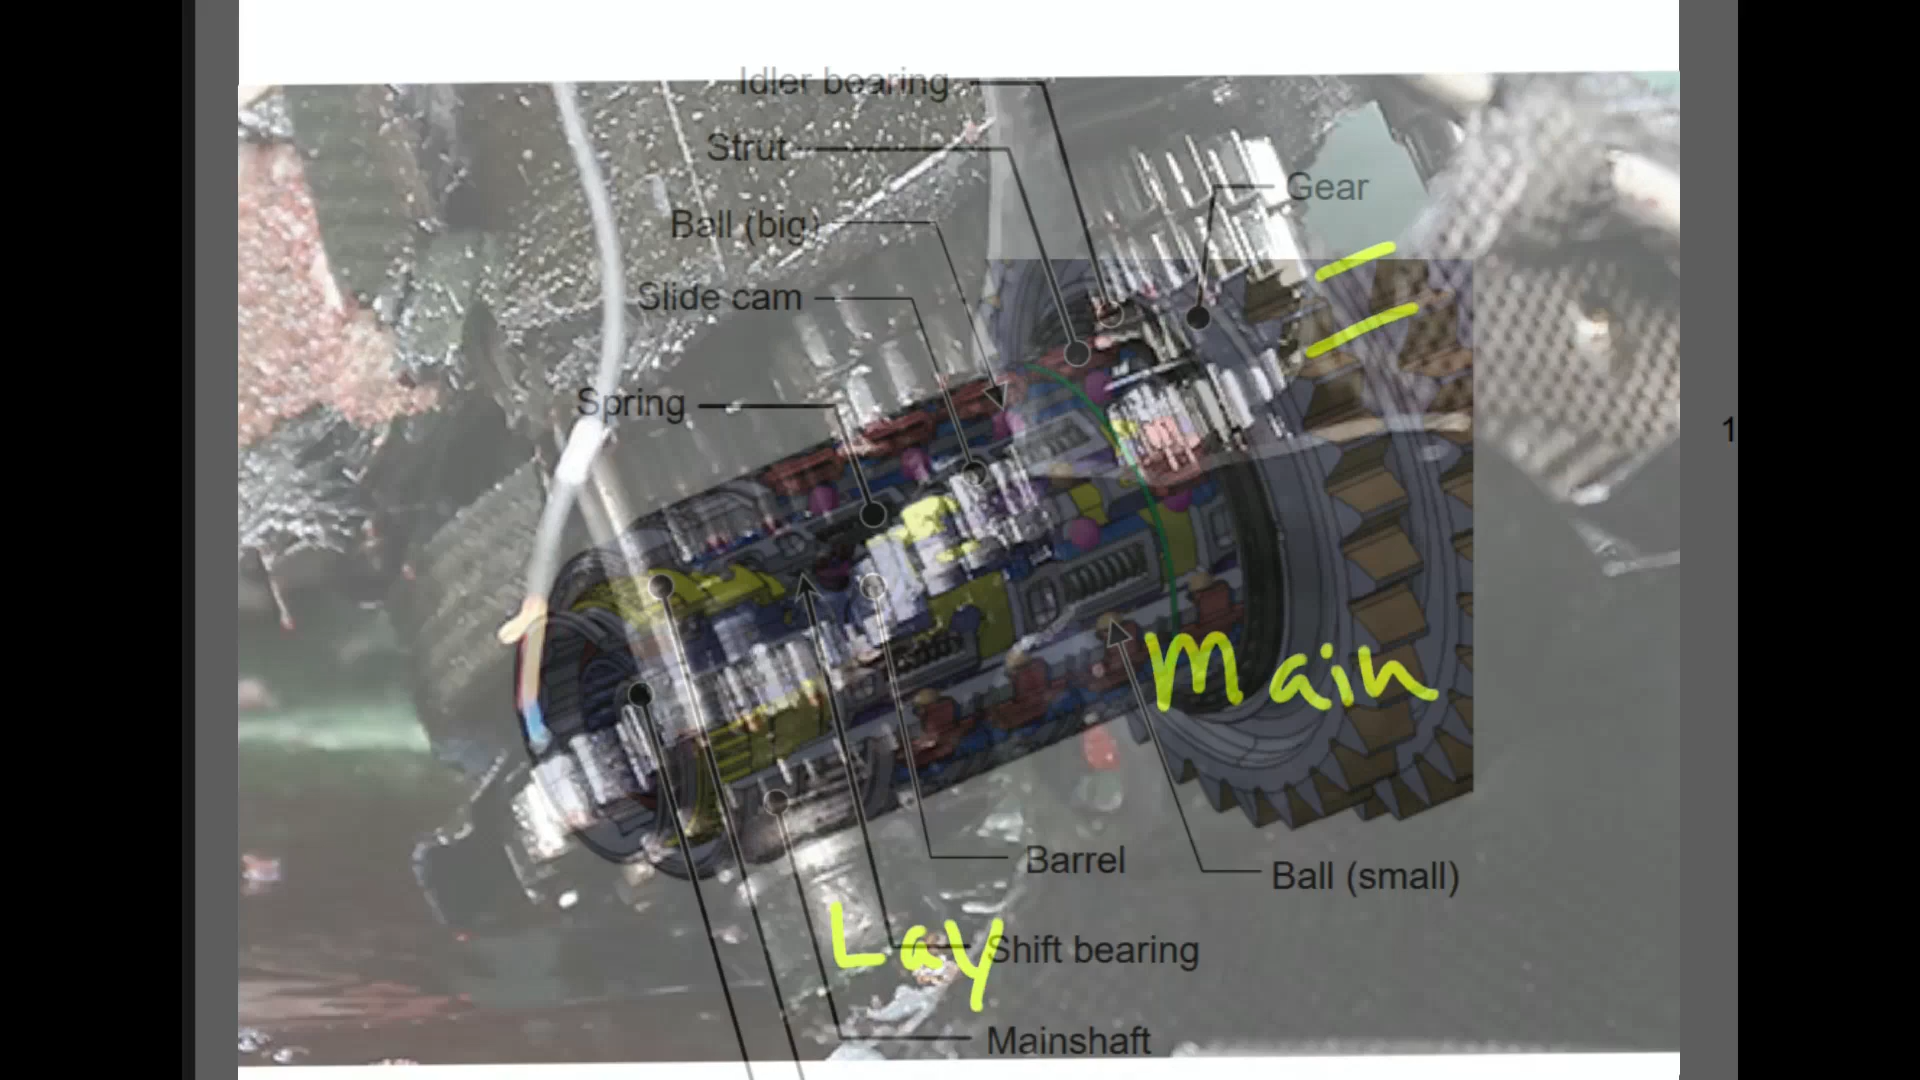 Idler bearing
Strut
Gear
Ball (big)
Slide cam
Spring
1
Main
Barrel
Ball (small)
Lay
Shift bearing
Mainshaft